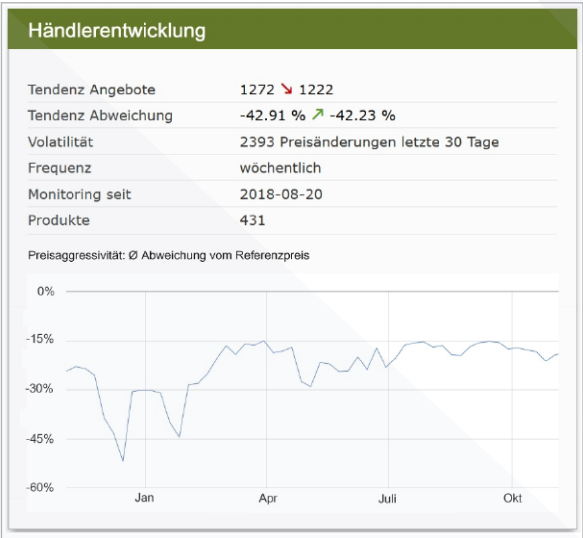 Händlerentwicklung
Tendenz Angebote 1272 ↘ 1222
Tendenz Abweichung -42.91 % ↗ -42.23 %
Volatilität 2393 Preisänderungen letzte 30 Tage
Frequenz wöchentlich
Monitoring seit 2018-08-20
Produkte 431
Preisaggressivität: Ø Abweichung vom Referenzpreis
0%
-15%
-30%
-45%
-60%
Jan Apr Juli Okt